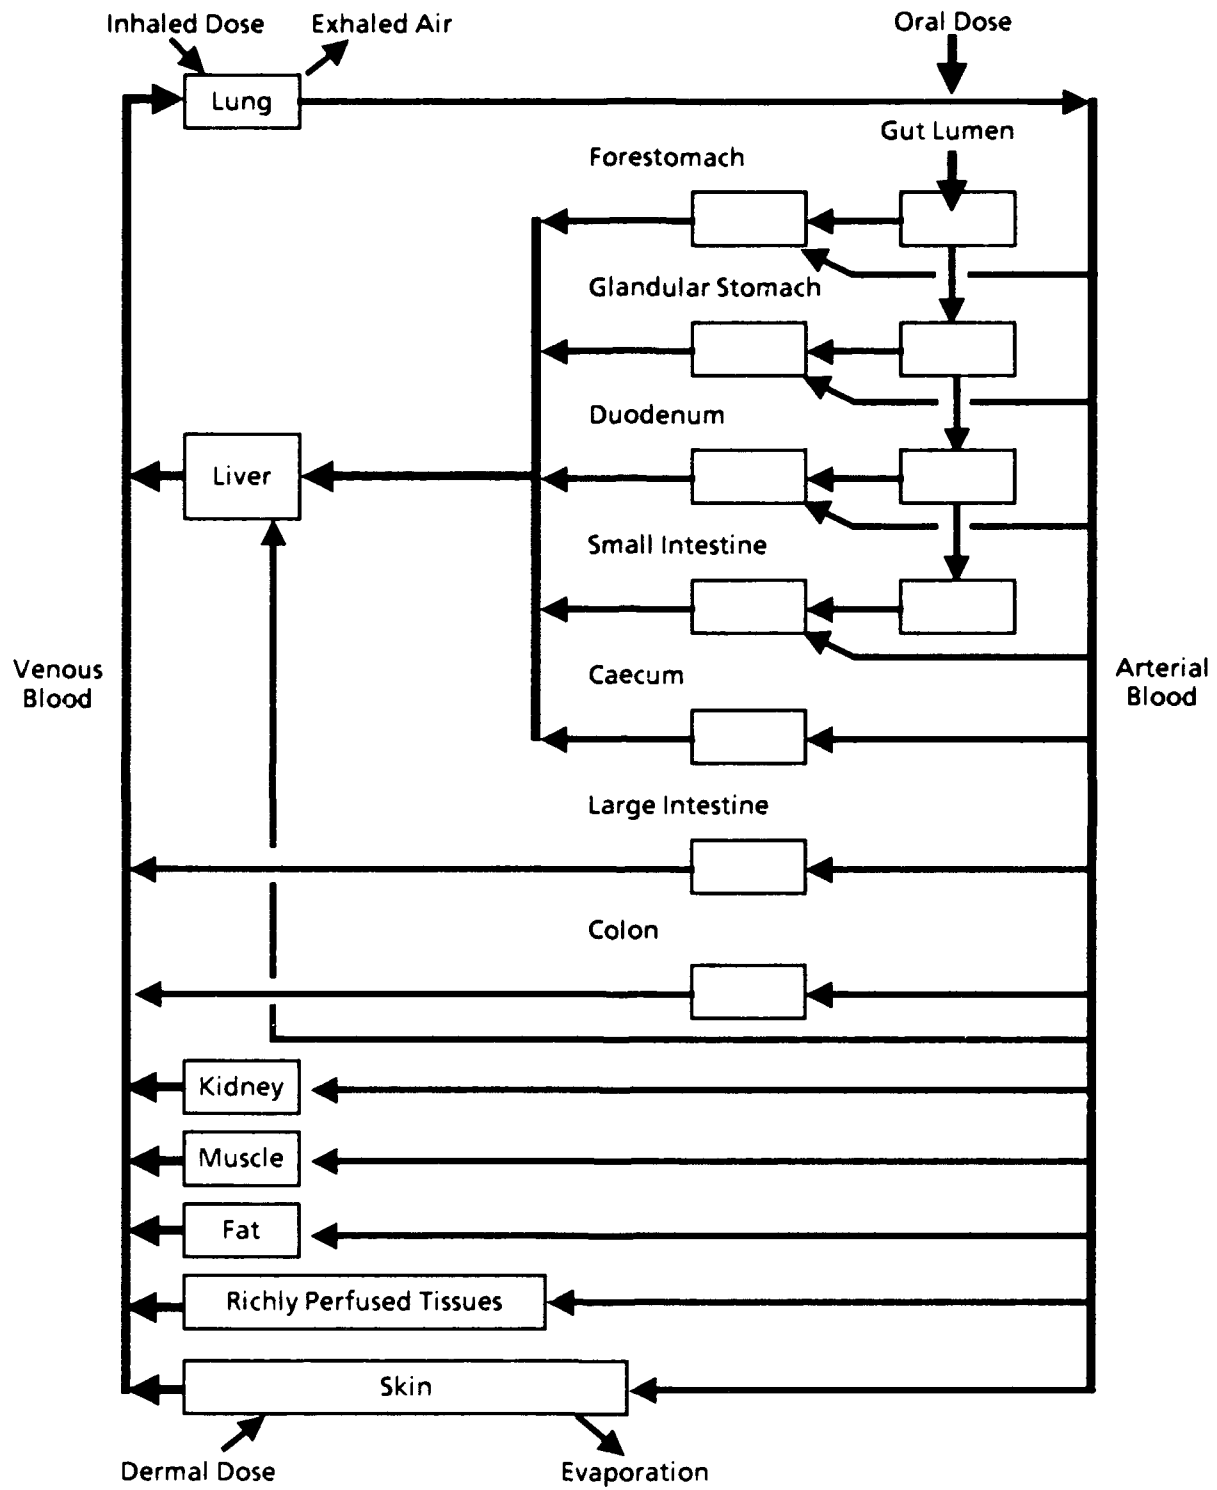 Inhaled Dose
Exhaled Air
Oral Dose
Lung
Gut Lumen
Forestomach
Glandular Stomach
Duodenum
Liver
Small Intestine
Venous
Blood
Arterial
Blood
Caecum
Large Intestine
Colon
Kidney
Muscle
Fat
Richly Perfused Tissues
Skin
Dermal Dose
Evaporation